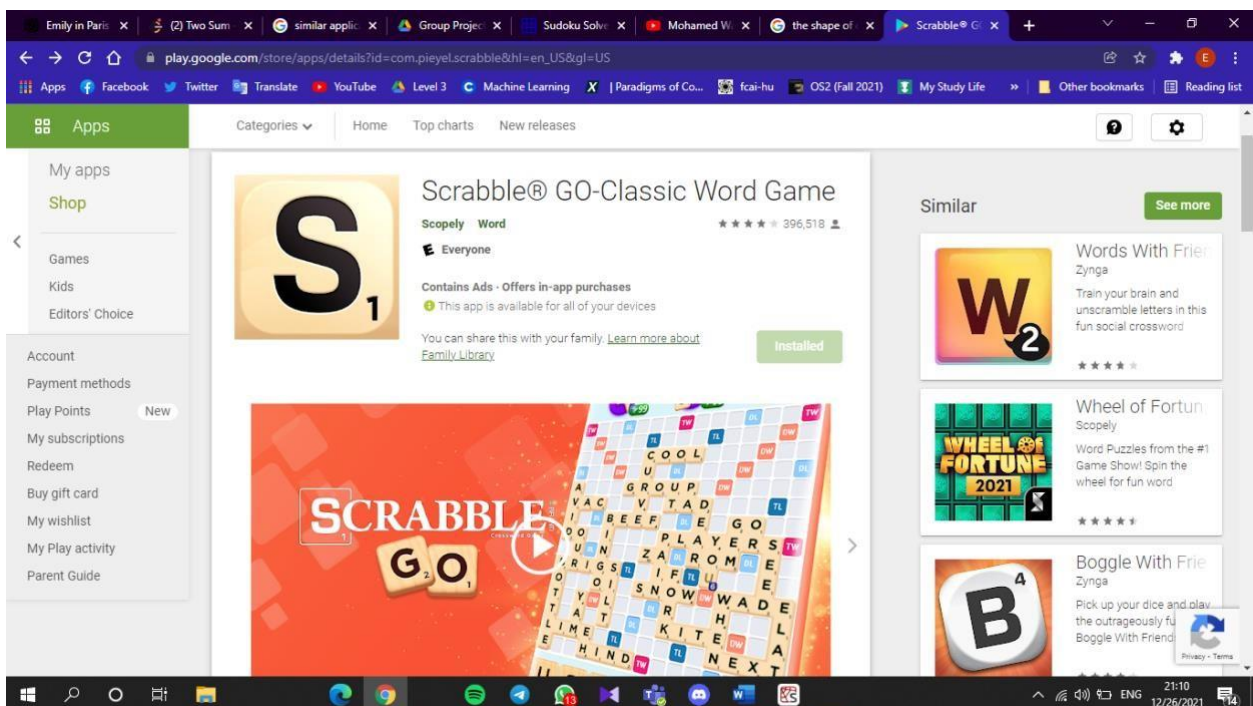 Emily in Paris
(2) Two Sum
similar applic
Group Projec
Sudoku Solve
Mohamed W
the shape of
Scrabble® G
play.google.com/store/apps/details?id=com.pieyel.scrabble&hl=en_US&gl=US
E
Apps Facebook Twitter Translate YouTube Level 3 Machine Learning | Paradigms of Co... fcai-hu OS2 (Fall 2021) My Study Life » Other bookmarks Reading list
Apps
Categories Home Top charts New releases
My apps
Shop
Games
Kids
Editors' Choice
Account
Payment methods
Play Points New
My subscriptions
Redeem
Buy gift card
My wishlist
My Play activity
Parent Guide
S1
Scrabble® GO-Classic Word Game
Scopely Word 396,518
E Everyone
Contains Ads · Offers in-app purchases
This app is available for all of your devices
You can share this with your family. Learn more about
Family Library
Installed
SCRABBLE
GO
COOL
GROUP
VAC
TAD
BEEF
GO
PLAYERS
SNOW
WADE
KITE
LIME
HIND
NEXT
Similar
See more
W2
Words With Frien
Zynga
Train your brain and
unscramble letters in this
fun social crossword
WHEEL OF
FORTUNE
2021
Wheel of Fortun
Scopely
Word Puzzles from the #1
Game Show! Spin the
wheel for fun word
B4
Boggle With Frie
Zynga
Pick up your dice and play
the outrageously fu
Boggle With Friend
Privacy - Terms
13
ENG
21:10
12/26/2021
14